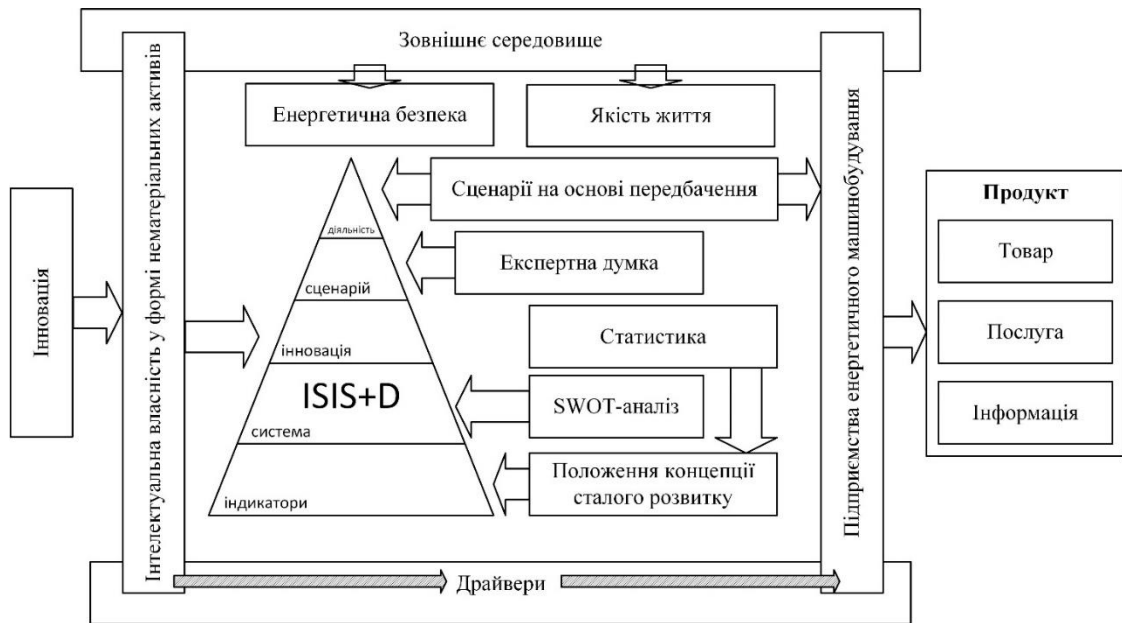 Зовнішнє середовище
Інновація
Інтелектуальна власність у формі нематеріальних активів
Енергетична безпека
Якість життя
Сценарії на основі передбачення
діяльність
Експертна думка
сценарій
Статистика
інновація
ISIS+D
SWOT-аналіз
система
Положення концепції
сталого розвитку
індикатори
Драйвери
Підприємства енергетичного машинобудування
Продукт
Товар
Послуга
Інформація